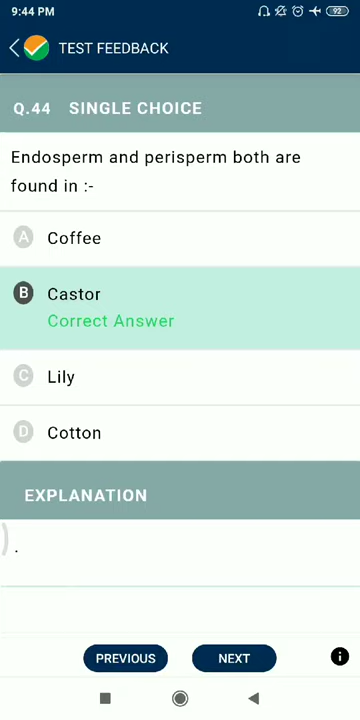 9:44 PM
92
TEST FEEDBACK
Q.44 SINGLE CHOICE
Endosperm and perisperm both are
found in :-
A Coffee
B Castor
Correct Answer
C Lily
D Cotton
EXPLANATION
.
PREVIOUS
NEXT